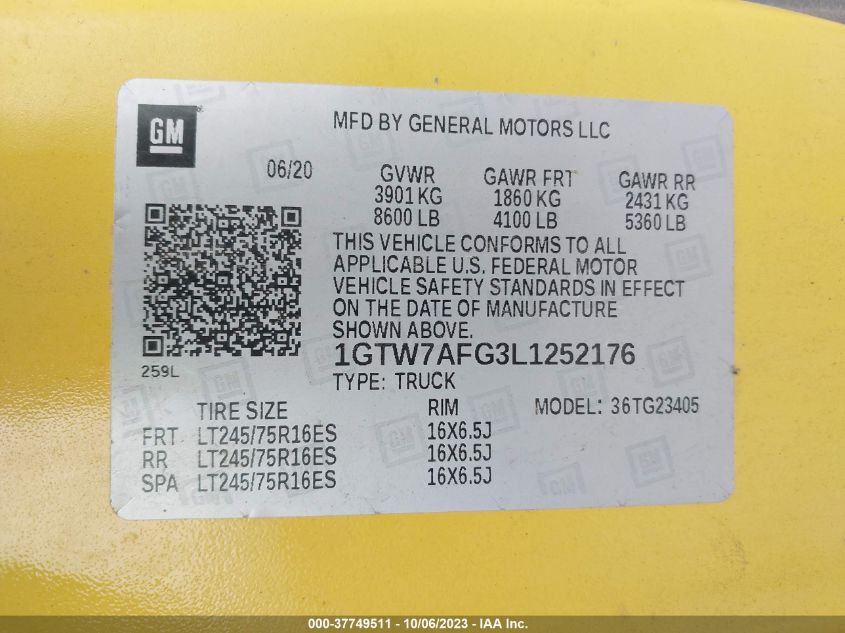 GM
MFD BY GENERAL MOTORS LLC
06/20
GVWR GAWR FRT GAWR RR
3901 KG 1860 KG 2431 KG
8600 LB 4100 LB 5360 LB
THIS VEHICLE CONFORMS TO ALL
APPLICABLE U.S. FEDERAL MOTOR
VEHICLE SAFETY STANDARDS IN EFFECT
ON THE DATE OF MANUFACTURE
SHOWN ABOVE.
1GTW7AFG3L1252176
259L
TYPE: TRUCK
TIRE SIZE RIM MODEL: 36TG23405
FRT LT245/75R16ES 16X6.5J
RR LT245/75R16ES 16X6.5J
SPA LT245/75R16ES 16X6.5J
000-37749511 - 10/06/2023 - IAA Inc.